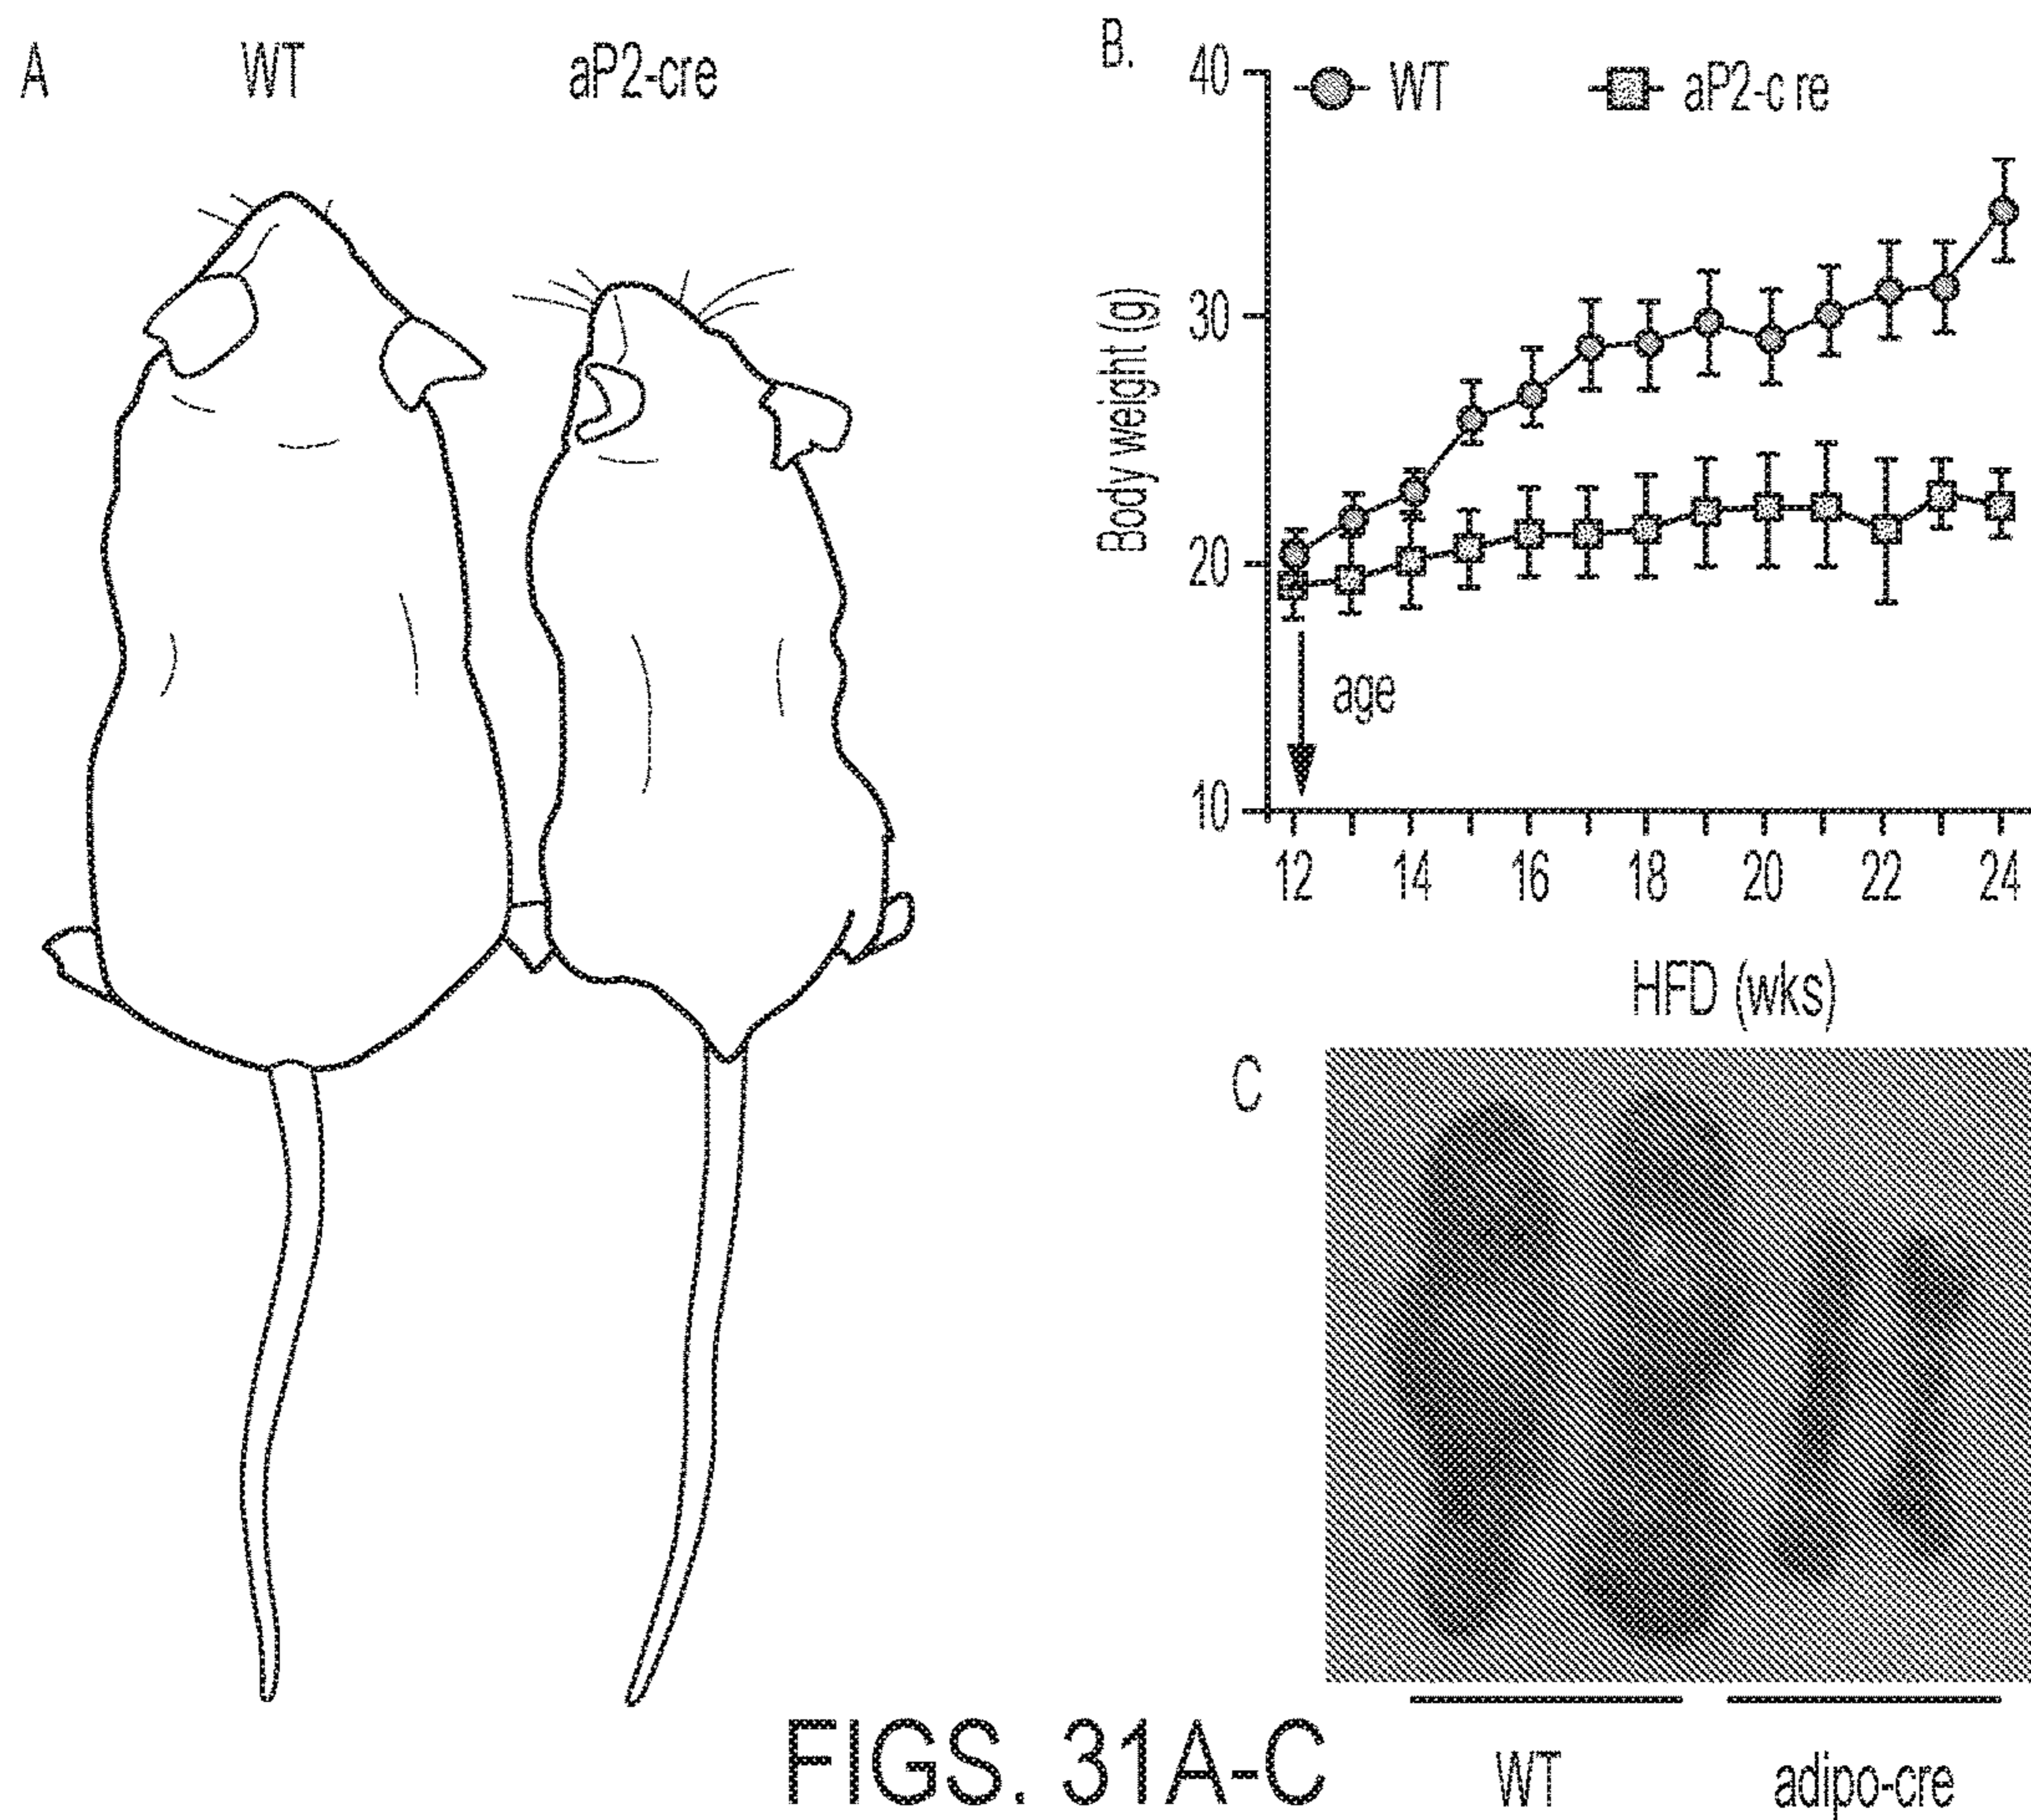 A WT aP2-cre
B.
WT aP2-c re
40
30
20
10
Body weight (g)
age
12 14 16 18 20 22 24
HFD (wks)
C
WT adipo-cre
FIGS. 31A-C